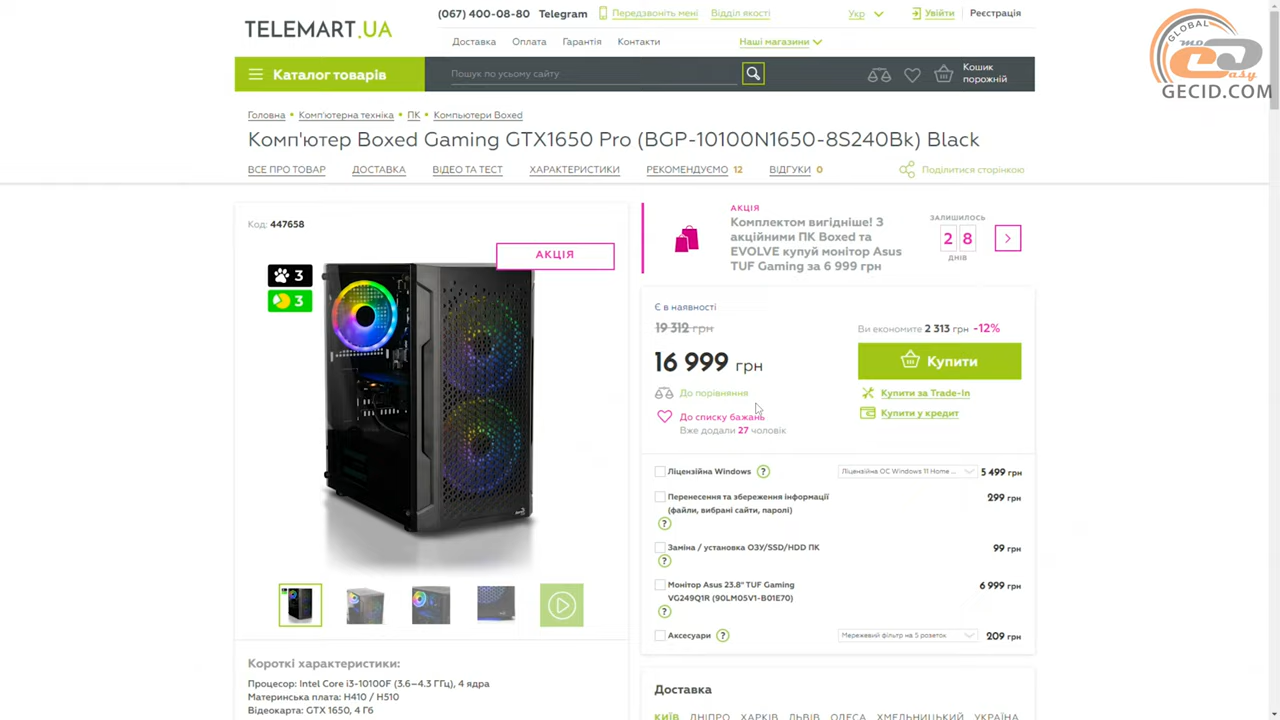 TELEMART.UA
(067) 400-08-80 Telegram Передзвоніть мені Відділ якості Укр Увійти Реєстрація
Доставка Оплата Гарантія Контакти Наші магазини
Каталог товарів
Пошук по усьому сайту
Кошик
порожній
GLOBAL
Easy
GECID.COM
Головна • Комп'ютерна техніка • ПК • Компьютери Boxed
Комп'ютер Boxed Gaming GTX1650 Pro (BGP-10100N1650-8S240Bk) Black
ВСЕ ПРО ТОВАР ДОСТАВКА ВІДЕО ТА ТЕСТ ХАРАКТЕРИСТИКИ РЕКОМЕНДУЄМО 12 ВІДГУКИ 0 Поділитися сторінкою
Код: 447658
АКЦІЯ
3
3
АКЦІЯ
Комплектом вигідніше! З
акційними ПК Boxed та
EVOLVE купуй монітор Asus
TUF Gaming за 6 999 грн
ЗАЛИШИЛОСЬ
2 8
ДНІВ
Є в наявності
19 312 грн
Ви економите 2 313 грн -12%
16 999 грн
Купити
До порівняння
Купити за Trade-In
До списку бажань
Купити у кредит
Вже додали 27 чоловік
Ліцензійна Windows ? Ліцензійна ОС Windows 11 Home ... 5 499 грн
Перенесення та збереження інформації 299 грн
(файли, вибрані сайти, паролі)
?
Заміна / установка ОЗУ/SSD/HDD ПК 99 грн
?
Монітор Asus 23.8" TUF Gaming 6 999 грн
VG249Q1R (90LM05V1-B01E70)
?
Аксесуари ? Мережевий фільтр на 5 розеток 209 грн
Короткі характеристики:
Процесор: Intel Core i3-10100F (3.6–4.3 ГГц), 4 ядра
Материнська плата: H410 / H510
Відеокарта: GTX 1650, 4 Гб
Доставка
КИЇВ ДНІПРО ХАРКІВ ЛЬВІВ ОДЕСА ХМЕЛЬНИЦЬКИЙ УКРАЇНА